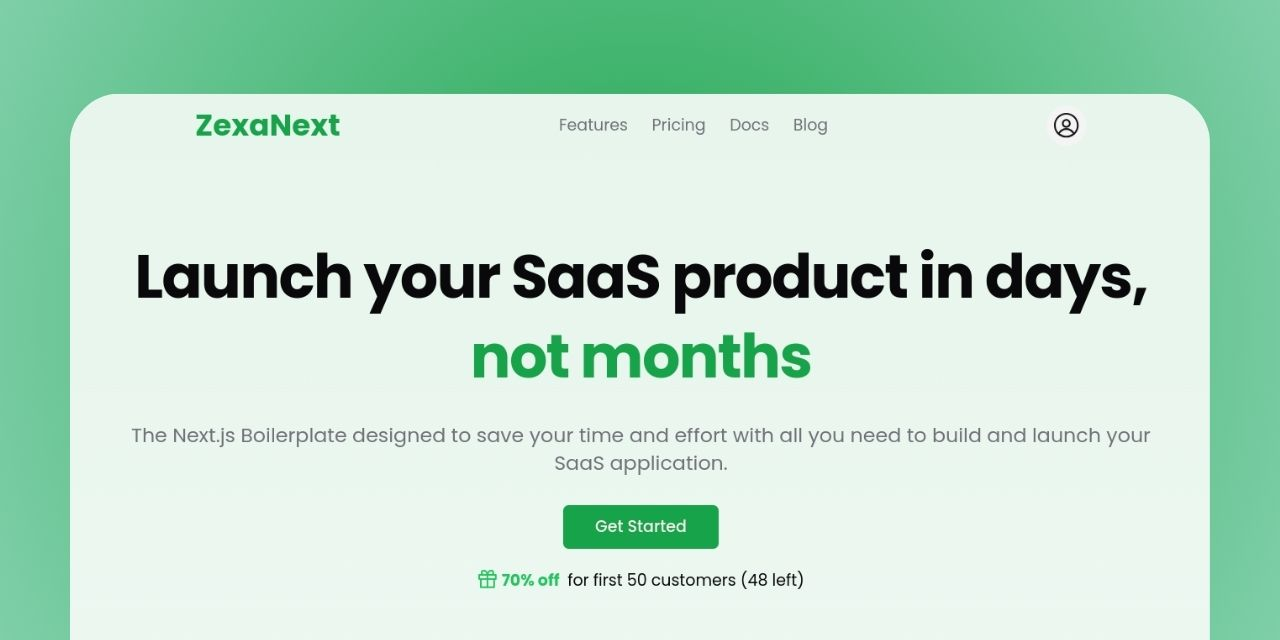 ZexaNext
Features Pricing Docs Blog
Launch your SaaS product in days,
not months
The Next.js Boilerplate designed to save your time and effort with all you need to build and launch your
SaaS application.
Get Started
70% off for first 50 customers (48 left)